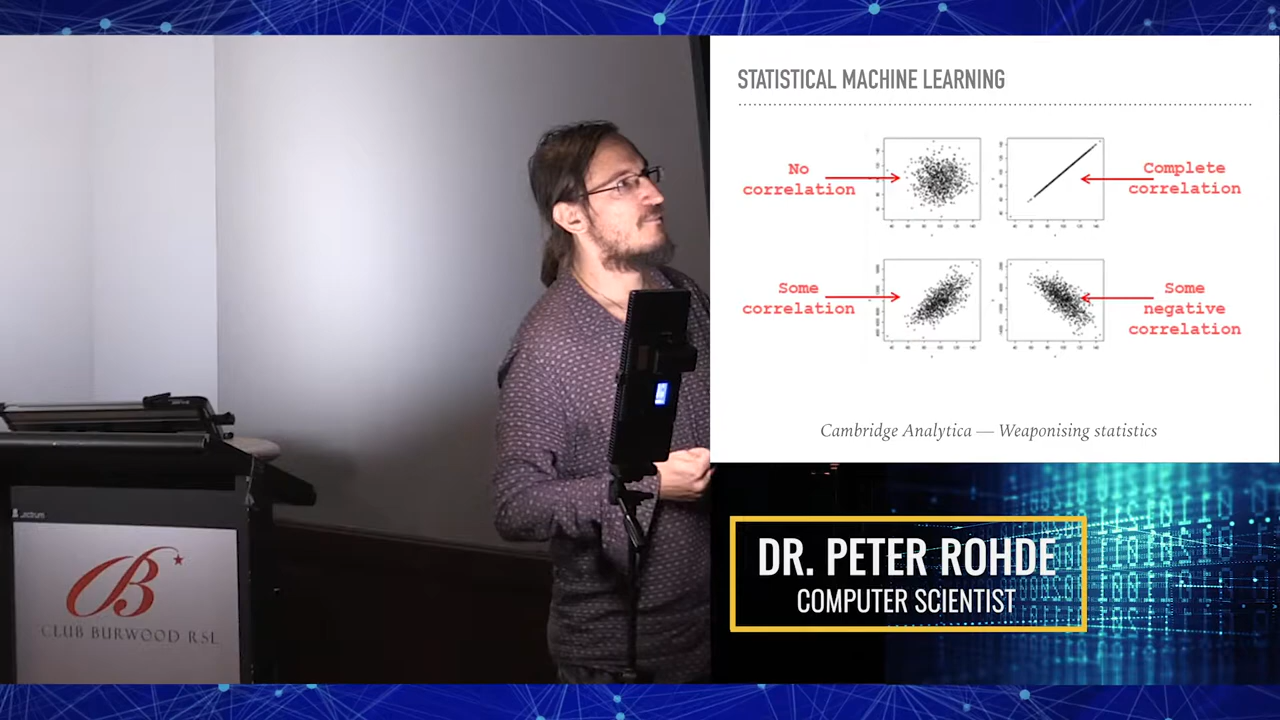 STATISTICAL MACHINE LEARNING
No
correlation
Complete
correlation
Some
correlation
Some
negative
correlation
Cambridge Analytica — Weaponising statistics
DR. PETER ROHDE
COMPUTER SCIENTIST
B
CLUB BURWOOD RSL